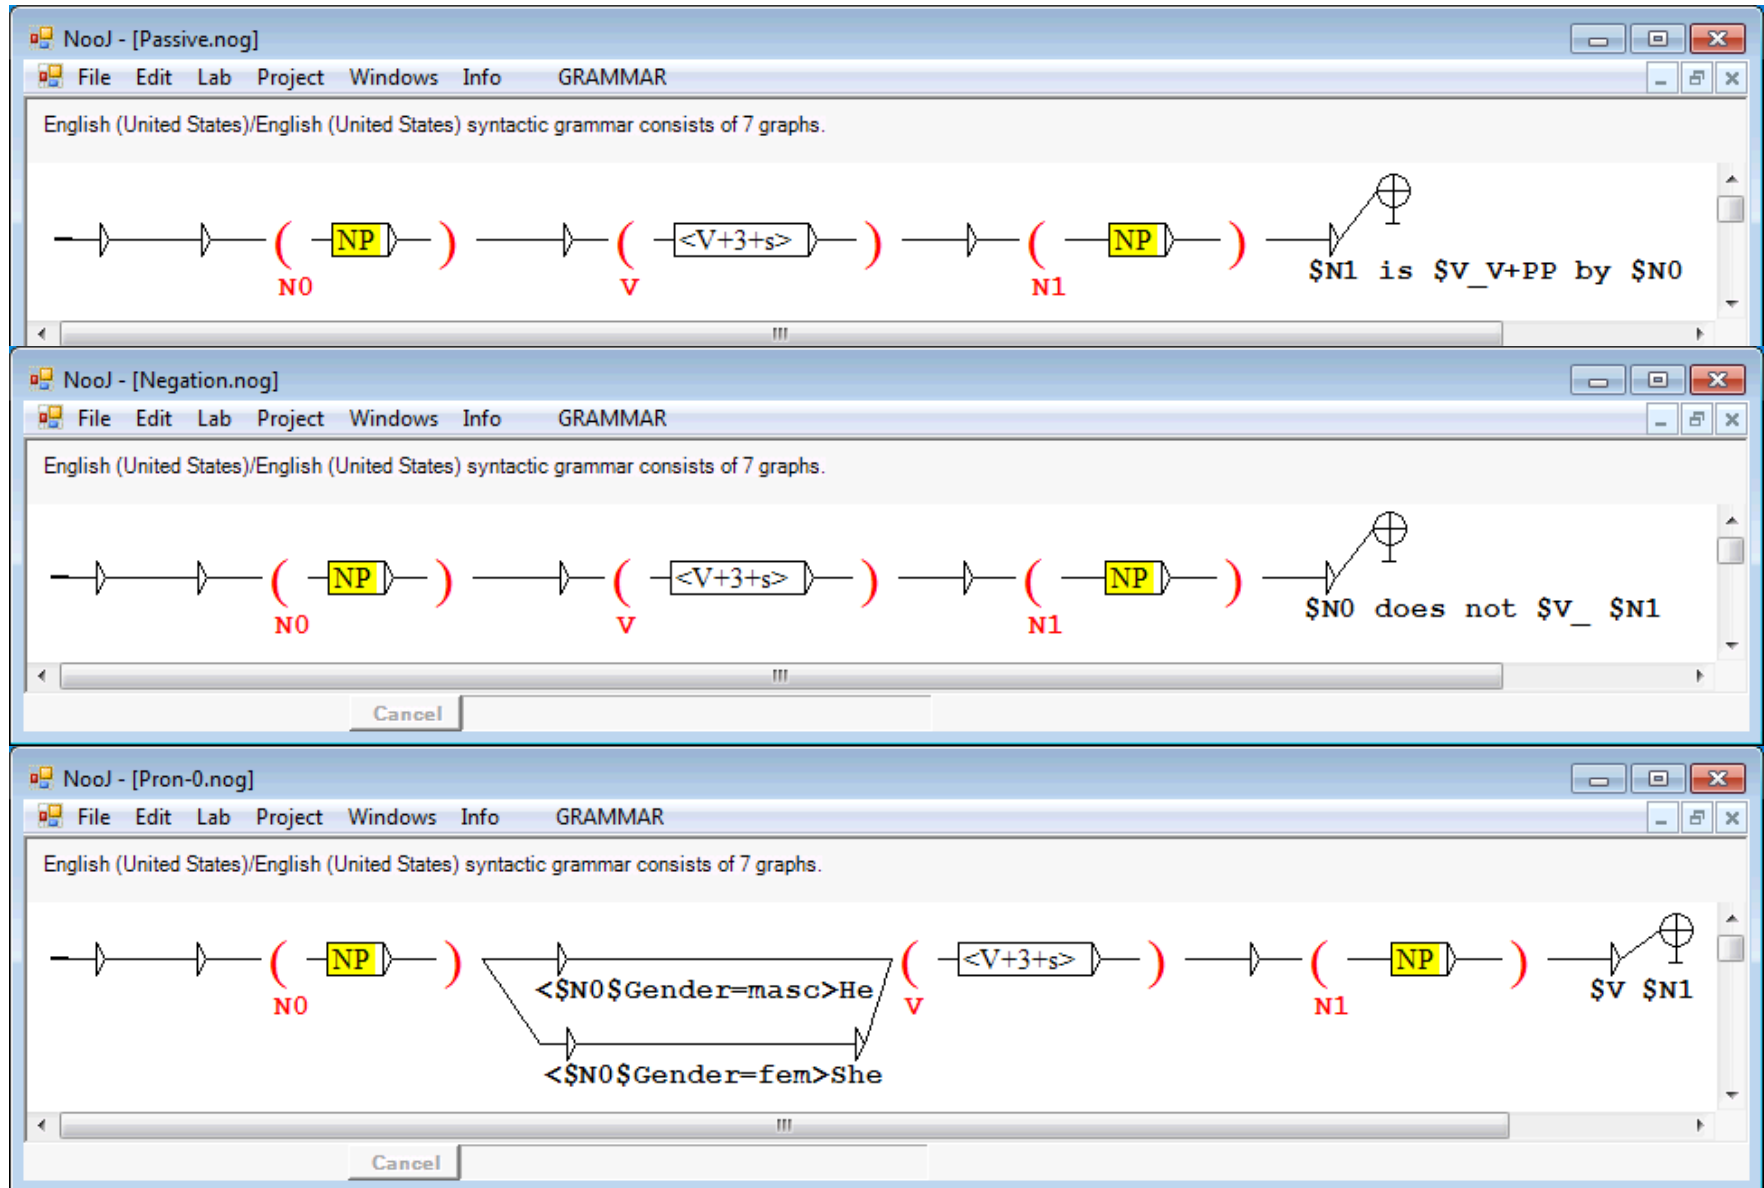 NooJ - [Passive.nog]
File Edit Lab Project Windows Info GRAMMAR
English (United States)/English (United States) syntactic grammar consists of 7 graphs.
( NP ) ( <V+3+s> ) ( NP )
N0 V N1 $N1 is $V_V+PP by $N0
NooJ - [Negation.nog]
File Edit Lab Project Windows Info GRAMMAR
English (United States)/English (United States) syntactic grammar consists of 7 graphs.
( NP ) ( <V+3+s> ) ( NP )
N0 V N1 $N0 does not $V_ $N1
Cancel
NooJ - [Pron-0.nog]
File Edit Lab Project Windows Info GRAMMAR
English (United States)/English (United States) syntactic grammar consists of 7 graphs.
( NP ) ( <V+3+s> ) ( NP )
N0 <$N0$Gender=masc>He V N1 $V $N1
<$N0$Gender=fem>She
Cancel